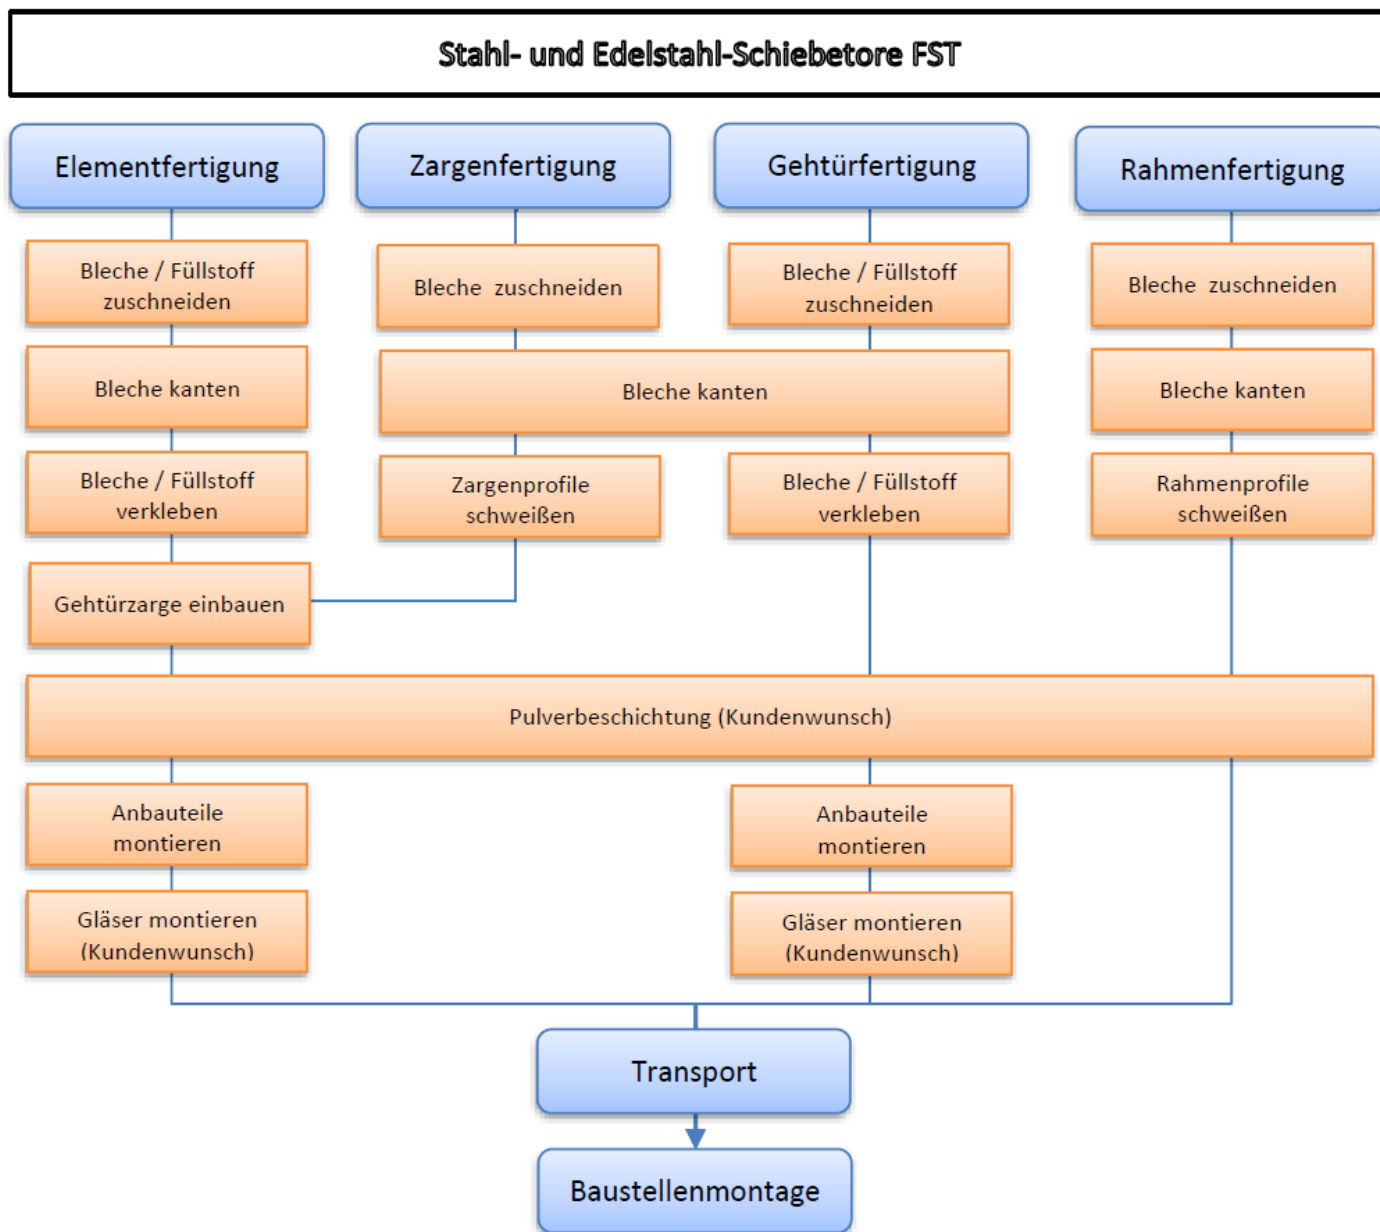 Stahl- und Edelstahl-Schiebetore FST
Elementfertigung
Zargenfertigung
Gehtürfertigung
Rahmenfertigung
Bleche / Füllstoff
zuschneiden
Bleche zuschneiden
Bleche / Füllstoff
zuschneiden
Bleche zuschneiden
Bleche kanten
Bleche kanten
Bleche kanten
Bleche / Füllstoff
verkleben
Zargenprofile
schweißen
Bleche / Füllstoff
verkleben
Rahmenprofile
schweißen
Gehtürzarge einbauen
Pulverbeschichtung (Kundenwunsch)
Anbauteile
montieren
Anbauteile
montieren
Gläser montieren
(Kundenwunsch)
Gläser montieren
(Kundenwunsch)
Transport
Baustellenmontage